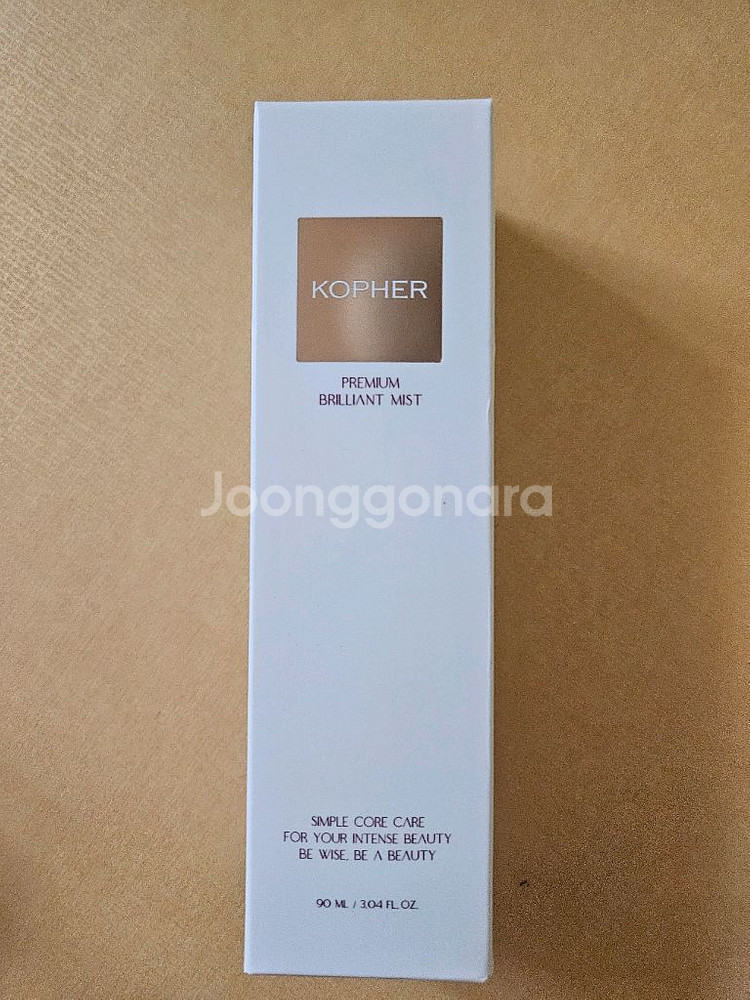 KOPHER
PREMIUM
BRILLIANT MIST
Joonggonara
SIMPLE CORE CARE
FOR YOUR INTENSE BEAUTY
BE WISE, BE A BEAUTY
90 ML / 3.04 FL. OZ.